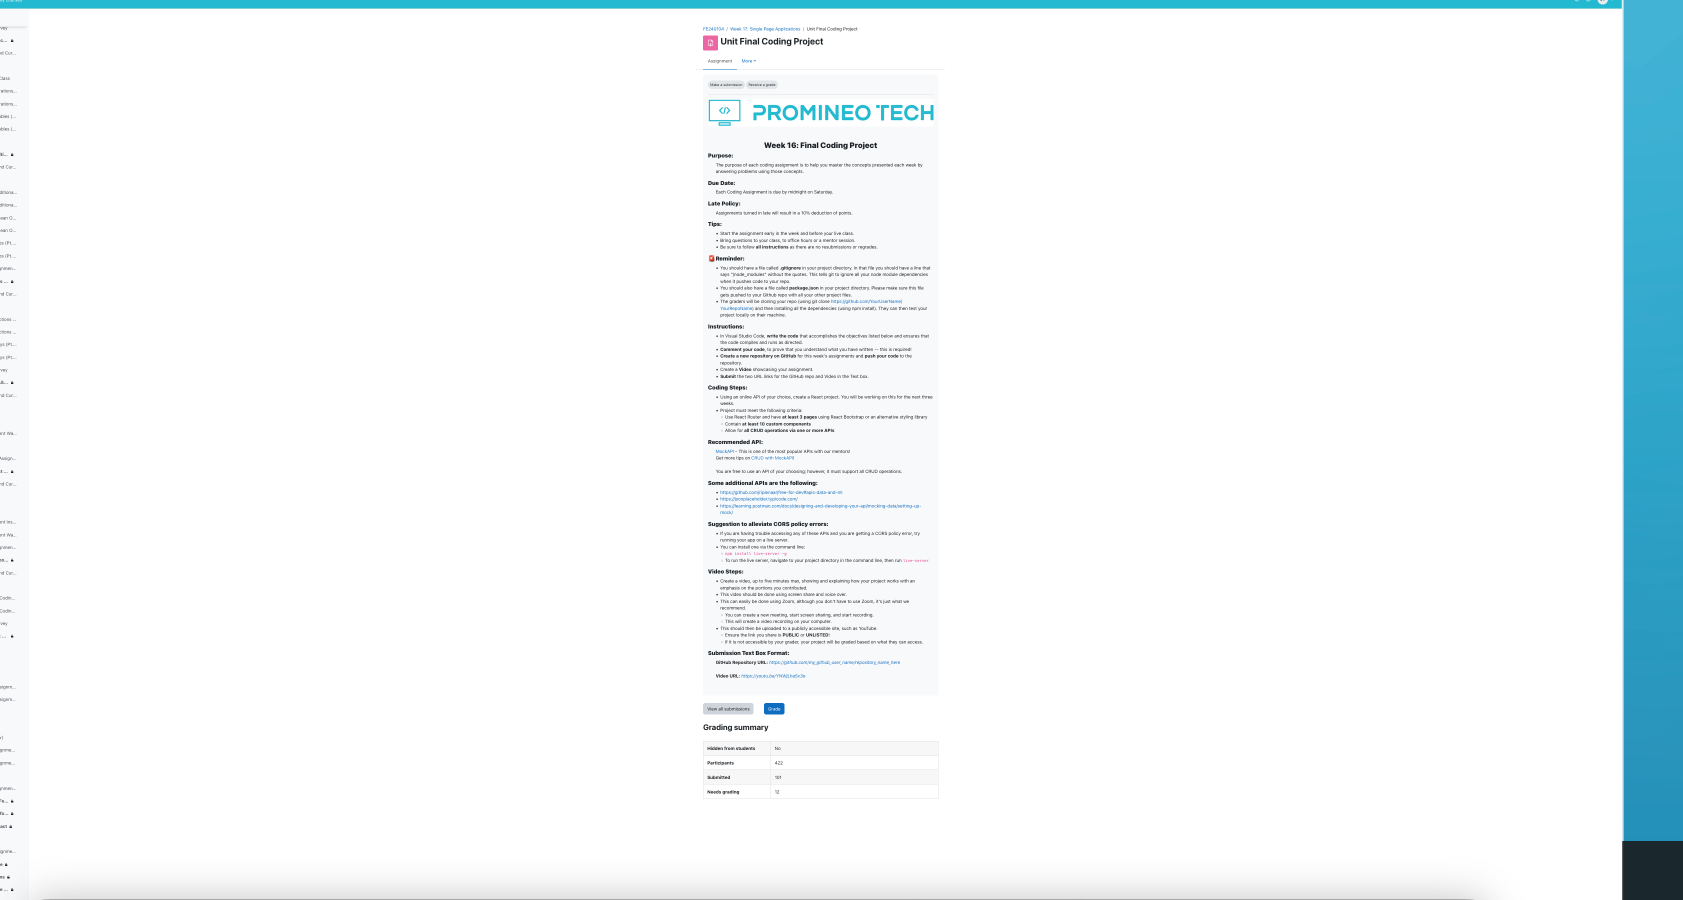 FE240104 / Week 17: Single Page Applications / Unit Final Coding Project
Unit Final Coding Project
Assignment More
Make a submission Receive a grade
PROMINEO TECH
Week 16: Final Coding Project
Purpose:
The purpose of each coding assignment is to help you master the concepts presented each week by
answering problems using those concepts.
Due Date:
Each Coding Assignment is due by midnight on Saturday.
Late Policy:
Assignments turned in late will result in a 10% deduction of points.
Tips:
• Start the assignment early in the week and before your live class.
• Bring questions to your class, to office hours or a mentor session.
• Be sure to follow all instructions as there are no resubmissions or regrades.
Reminder:
• You should have a file called .gitignore in your project directory. In that file you should have a line that
says "/node_modules" without the quotes. This tells git to ignore all your node module dependencies
when it pushes code to your repo.
• You should also have a file called package.json in your project directory. Please make sure this file
gets pushed to your Github repo with all your other project files.
• The graders will be cloning your repo (using git clone https://github.com/YourUserName/
YourRepoName) and then installing all the dependencies (using npm install). They can then test your
project locally on their machine.
Instructions:
• In Visual Studio Code, write the code that accomplishes the objectives listed below and ensures that
the code compiles and runs as directed.
• Comment your code, to prove that you understand what you have written — this is required!
• Create a new repository on GitHub for this week's assignments and push your code to the
repository.
• Create a Video showcasing your assignment.
• Submit the two URL links for the GitHub repo and Video in the Text box.
Coding Steps:
• Using an online API of your choice, create a React project. You will be working on this for the next three
weeks.
• Project must meet the following criteria:
◦ Use React Router and have at least 3 pages using React Bootstrap or an alternative styling library
◦ Contain at least 10 custom components
◦ Allow for all CRUD operations via one or more APIs
Recommended API:
MockAPI - This is one of the most popular APIs with our mentors!
Get more tips on CRUD with MockAPI!
You are free to use an API of your choosing; however, it must support all CRUD operations.
Some additional APIs are the following:
• https://github.com/ripienaar/free-for-dev#apis-data-and-ml
• https://jsonplaceholder.typicode.com/
• https://learning.postman.com/docs/designing-and-developing-your-api/mocking-data/setting-up-
mock/
Suggestion to alleviate CORS policy errors:
• If you are having trouble accessing any of these APIs and you are getting a CORS policy error, try
running your app on a live server.
• You can install one via the command line:
◦ npm install live-server -g
◦ To run the live server, navigate to your project directory in the command line, then run live-server
Video Steps:
• Create a video, up to five minutes max, showing and explaining how your project works with an
emphasis on the portions you contributed.
• This video should be done using screen share and voice over.
• This can easily be done using Zoom, although you don't have to use Zoom, it's just what we
recommend.
◦ You can create a new meeting, start screen sharing, and start recording.
◦ This will create a video recording on your computer.
• This should then be uploaded to a publicly accessible site, such as YouTube.
◦ Ensure the link you share is PUBLIC or UNLISTED!
◦ If it is not accessible by your grader, your project will be graded based on what they can access.
Submission Text Box Format:
GitHub Repository URL: https://github.com/my_github_user_name/repository_name_here
Video URL:
View all submissions Grade
Grading summary
Hidden from students No
Participants 422
Submitted 101
Needs grading 12